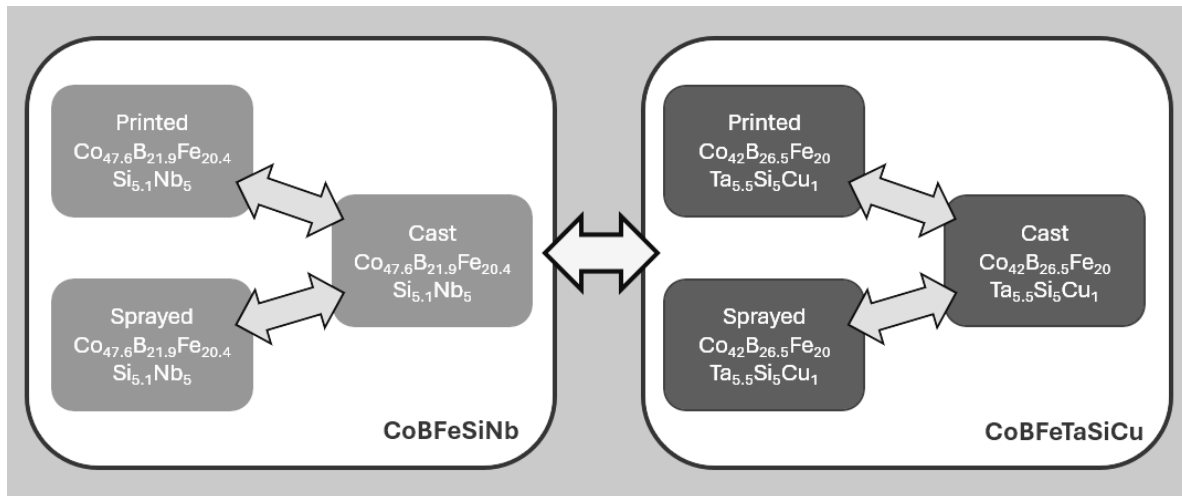 Printed
Co₄₇.₆B₂₁.₉Fe₂₀.₄
Si₅.₁Nb₅
Cast
Co₄₇.₆B₂₁.₉Fe₂₀.₄
Si₅.₁Nb₅
Sprayed
Co₄₇.₆B₂₁.₉Fe₂₀.₄
Si₅.₁Nb₅
CoBFeSiNb
Printed
Co₄₂B₂₆.₅Fe₂₀
Ta₅.₅Si₅Cu₁
Cast
Co₄₂B₂₆.₅Fe₂₀
Ta₅.₅Si₅Cu₁
Sprayed
Co₄₂B₂₆.₅Fe₂₀
Ta₅.₅Si₅Cu₁
CoBFeTaSiCu